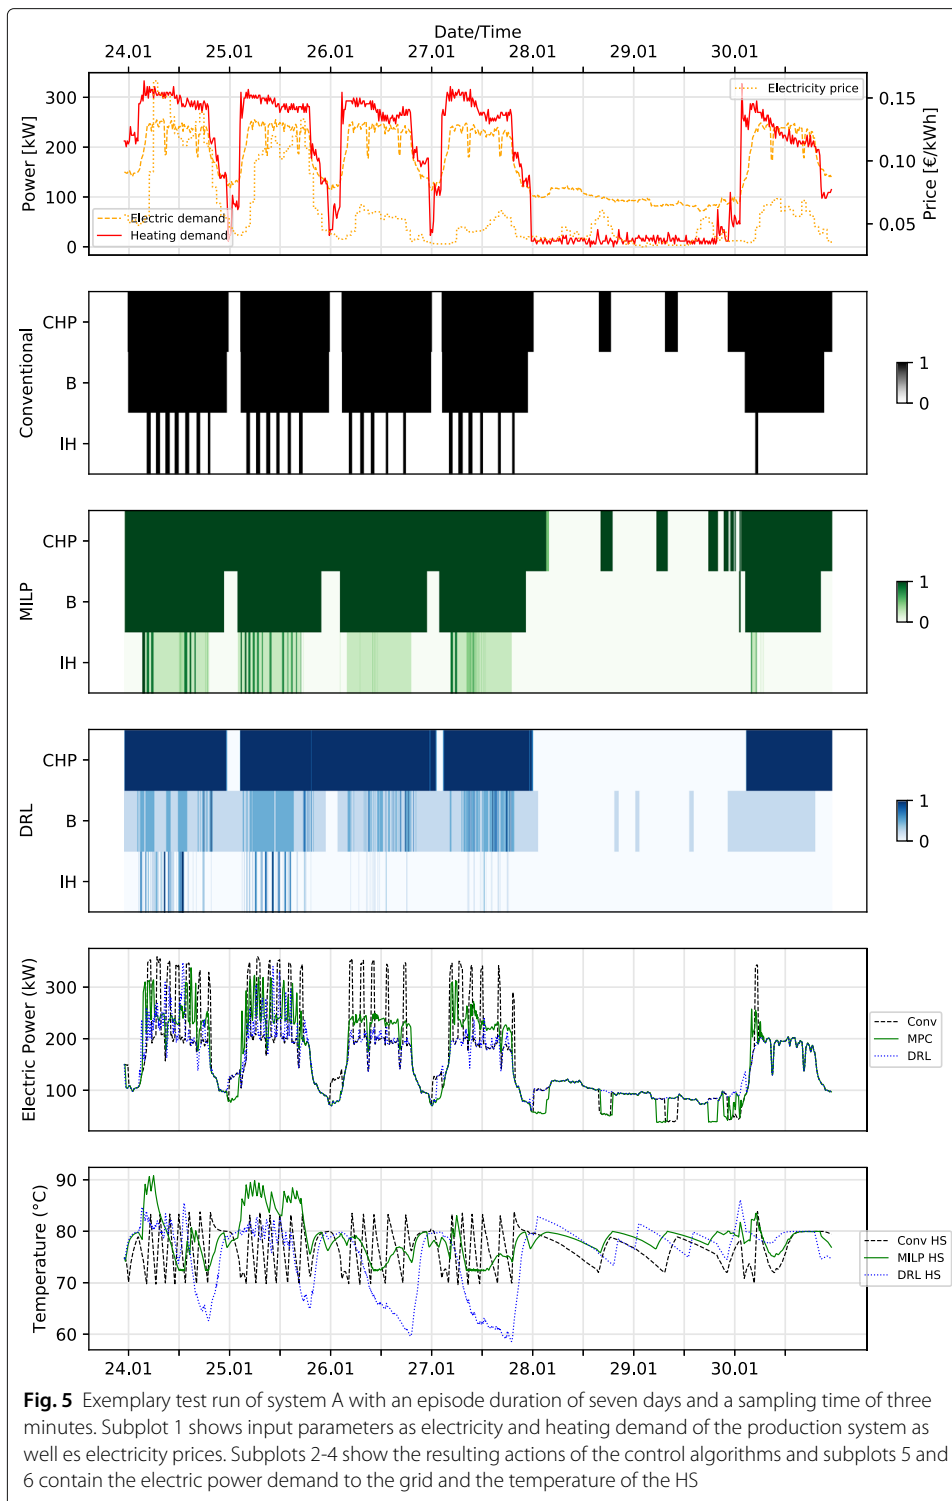 Date/Time
24.01 25.01 26.01 27.01 28.01 29.01 30.01
Power [kW]
300
200
100
0
Electric demand
Heating demand
Electricity price
0.15
0.10
0.05
Price [€/kWh]
Conventional
CHP
B
IH
1
0
MILP
CHP
B
IH
1
0
DRL
CHP
B
IH
1
0
Electric Power (kW)
300
200
100
Conv
MPC
DRL
Temperature (°C)
90
80
70
60
Conv HS
MILP HS
DRL HS
24.01 25.01 26.01 27.01 28.01 29.01 30.01
Fig. 5 Exemplary test run of system A with an episode duration of seven days and a sampling time of three
minutes. Subplot 1 shows input parameters as electricity and heating demand of the production system as
well es electricity prices. Subplots 2-4 show the resulting actions of the control algorithms and subplots 5 and
6 contain the electric power demand to the grid and the temperature of the HS